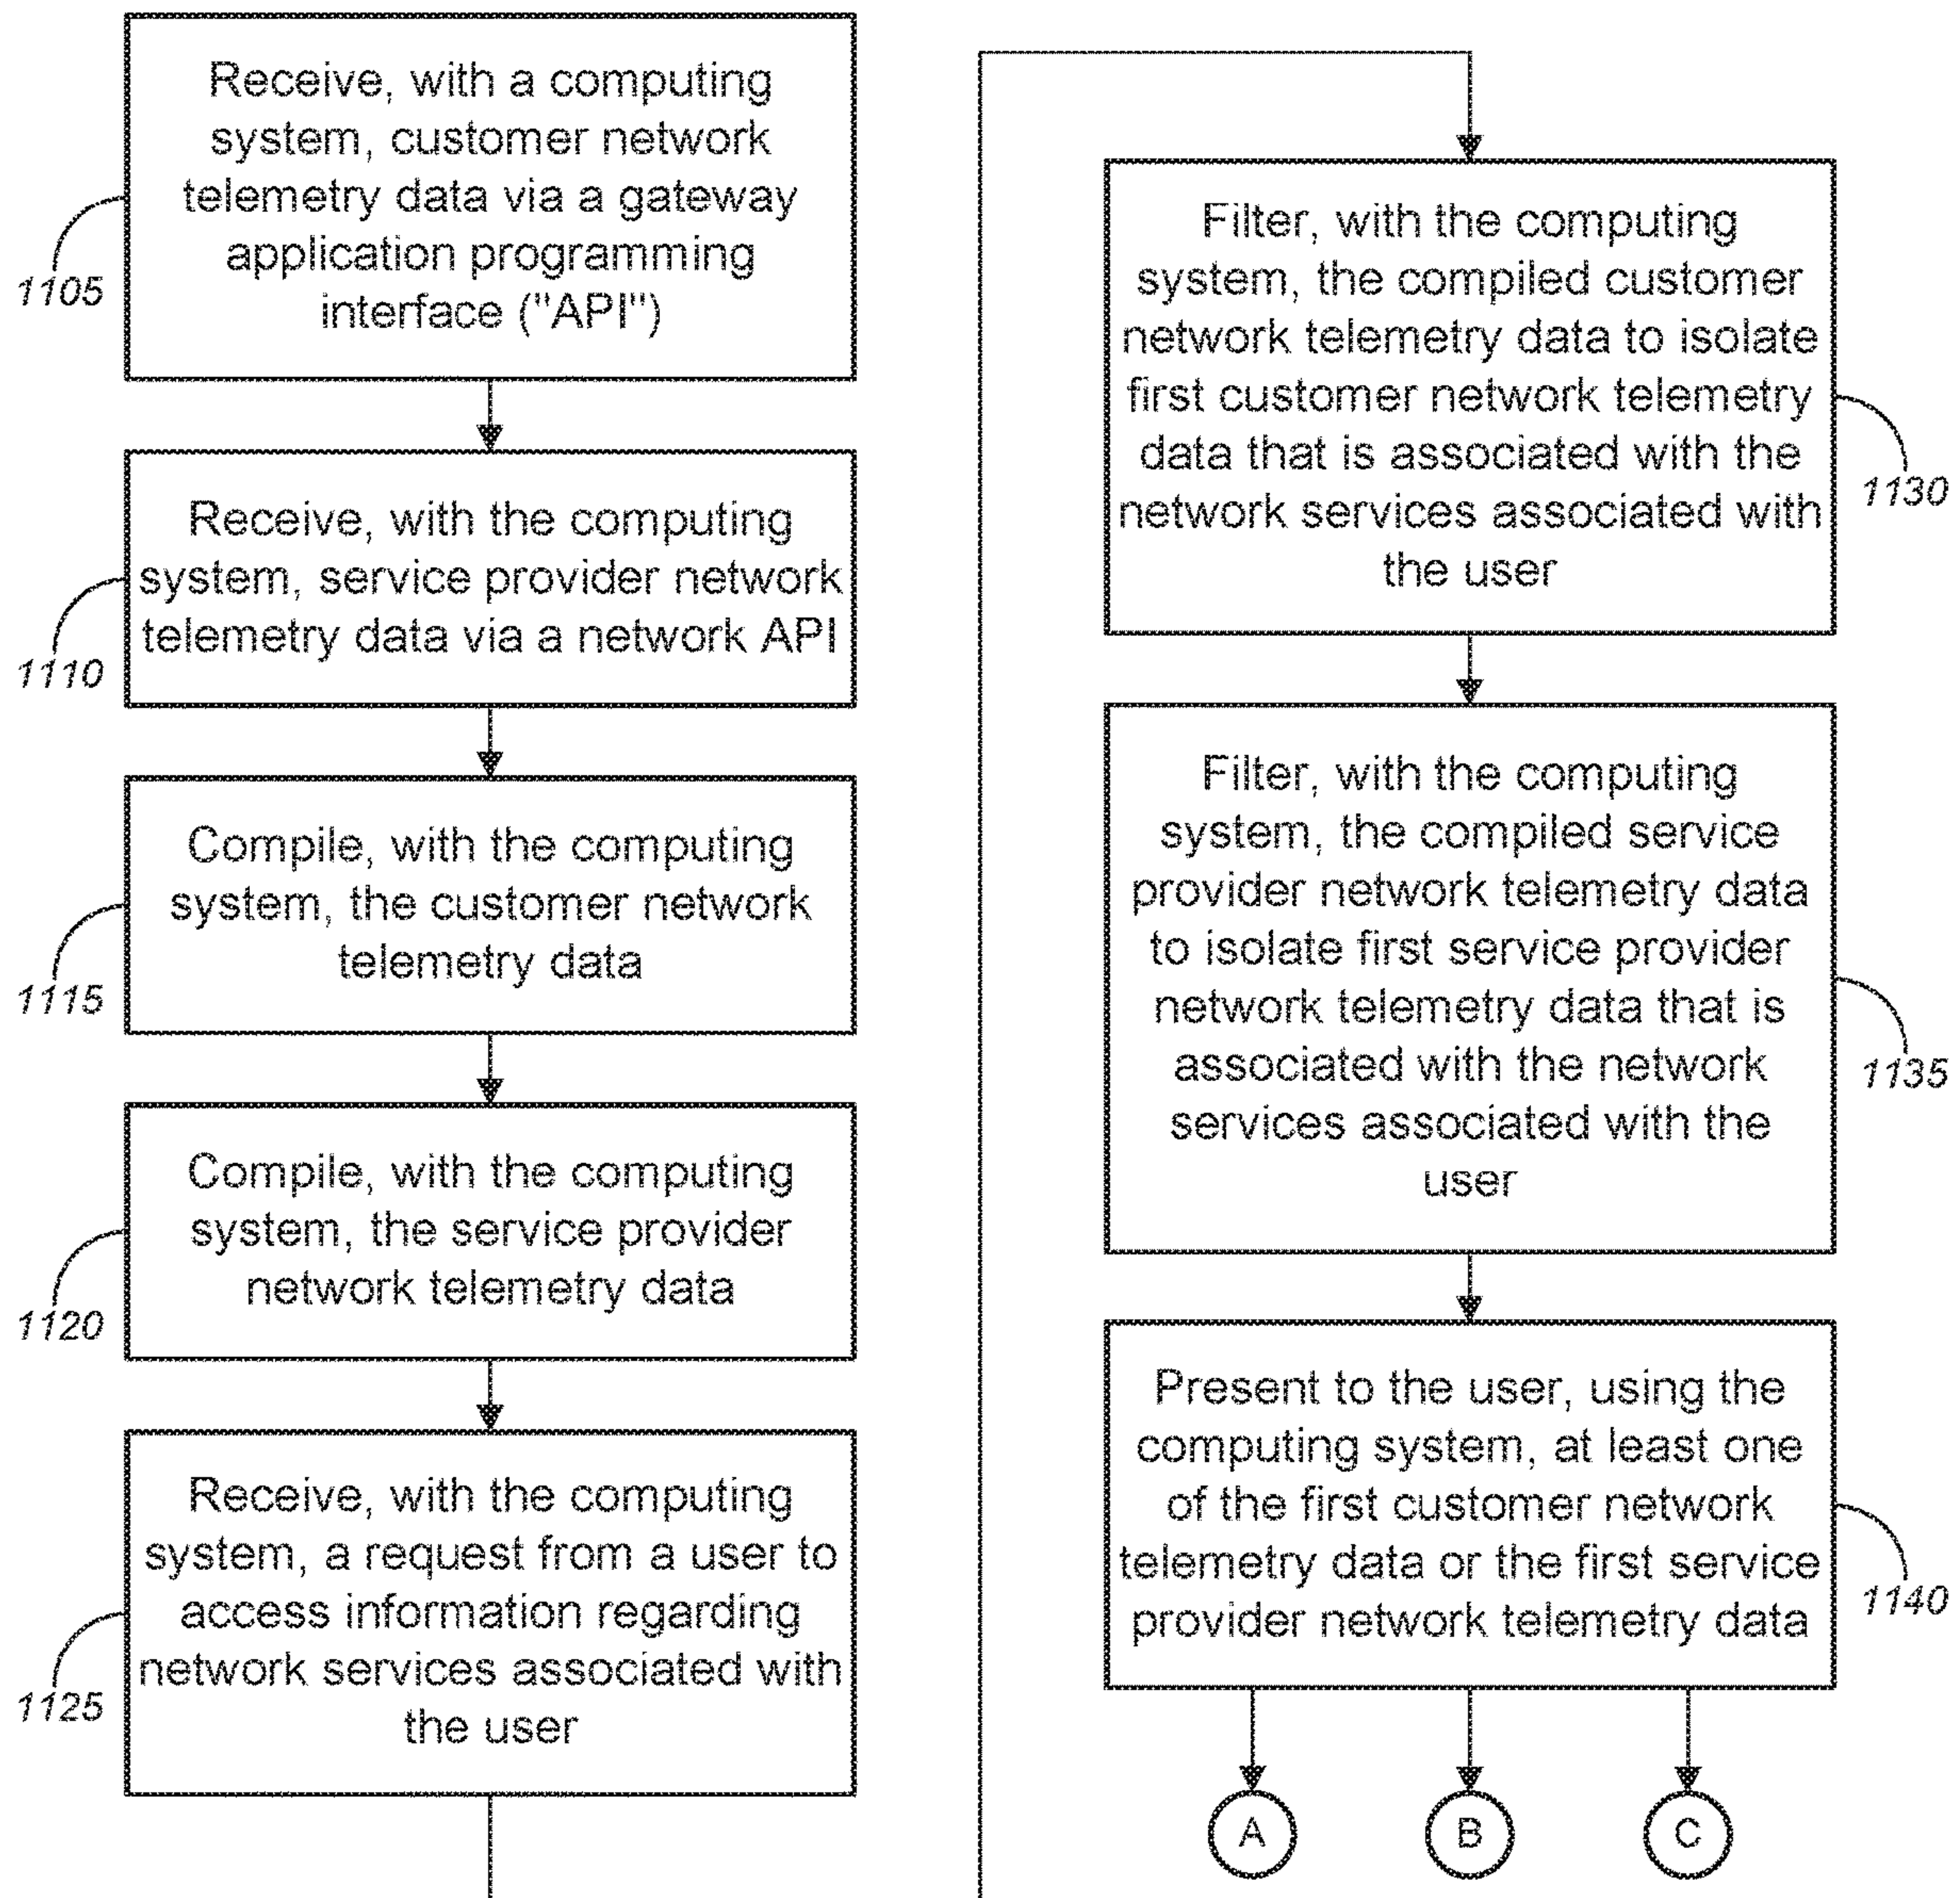 Receive, with a computing
system, customer network
telemetry data via a gateway
application programming
interface ("API")
1105
Receive, with the computing
system, service provider network
telemetry data via a network API
1110
Compile, with the computing
system, the customer network
telemetry data
1115
Compile, with the computing
system, the service provider
network telemetry data
1120
Receive, with the computing
system, a request from a user to
access information regarding
network services associated with
the user
1125
Filter, with the computing
system, the compiled customer
network telemetry data to isolate
first customer network telemetry
data that is associated with the
network services associated with
the user
1130
Filter, with the computing
system, the compiled service
provider network telemetry data
to isolate first service provider
network telemetry data that is
associated with the network
services associated with the
user
1135
Present to the user, using the
computing system, at least one
of the first customer network
telemetry data or the first service
provider network telemetry data
1140
A
B
C